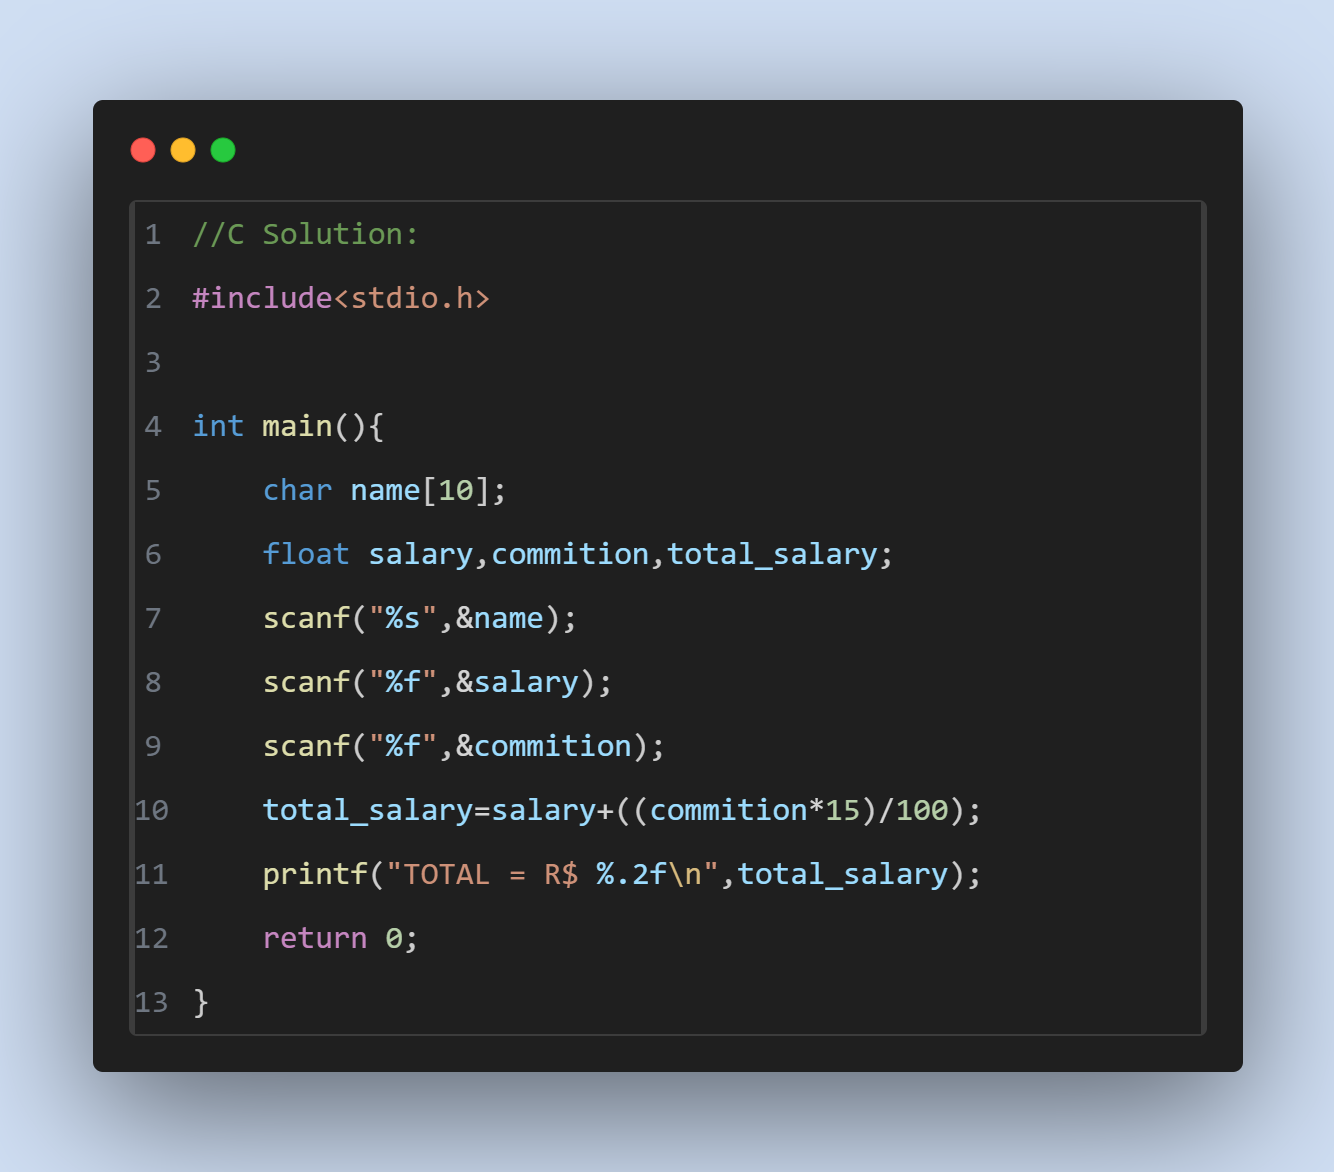 1 //C Solution:
2 #include<stdio.h>
3
4 int main(){
5     char name[10];
6     float salary,commition,total_salary;
7     scanf("%s",&name);
8     scanf("%f",&salary);
9     scanf("%f",&commition);
10     total_salary=salary+((commition*15)/100);
11     printf("TOTAL = R$ %.2f\n",total_salary);
12     return 0;
13 }